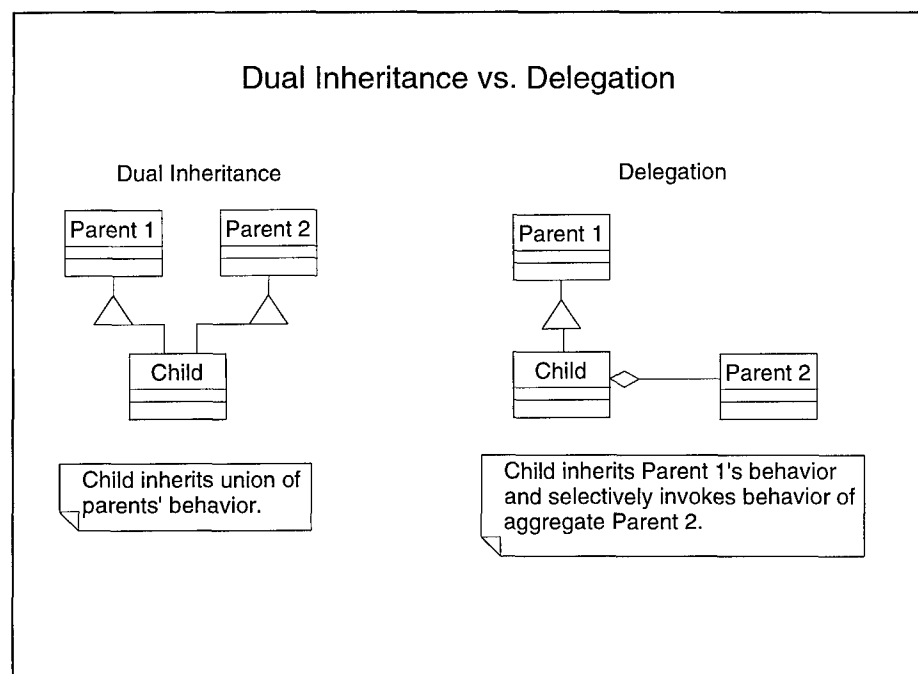 Dual Inheritance vs. Delegation
Dual Inheritance
Parent 1
Parent 2
Child
Child inherits union of
parents' behavior.
Delegation
Parent 1
Child
Parent 2
Child inherits Parent 1's behavior
and selectively invokes behavior of
aggregate Parent 2.